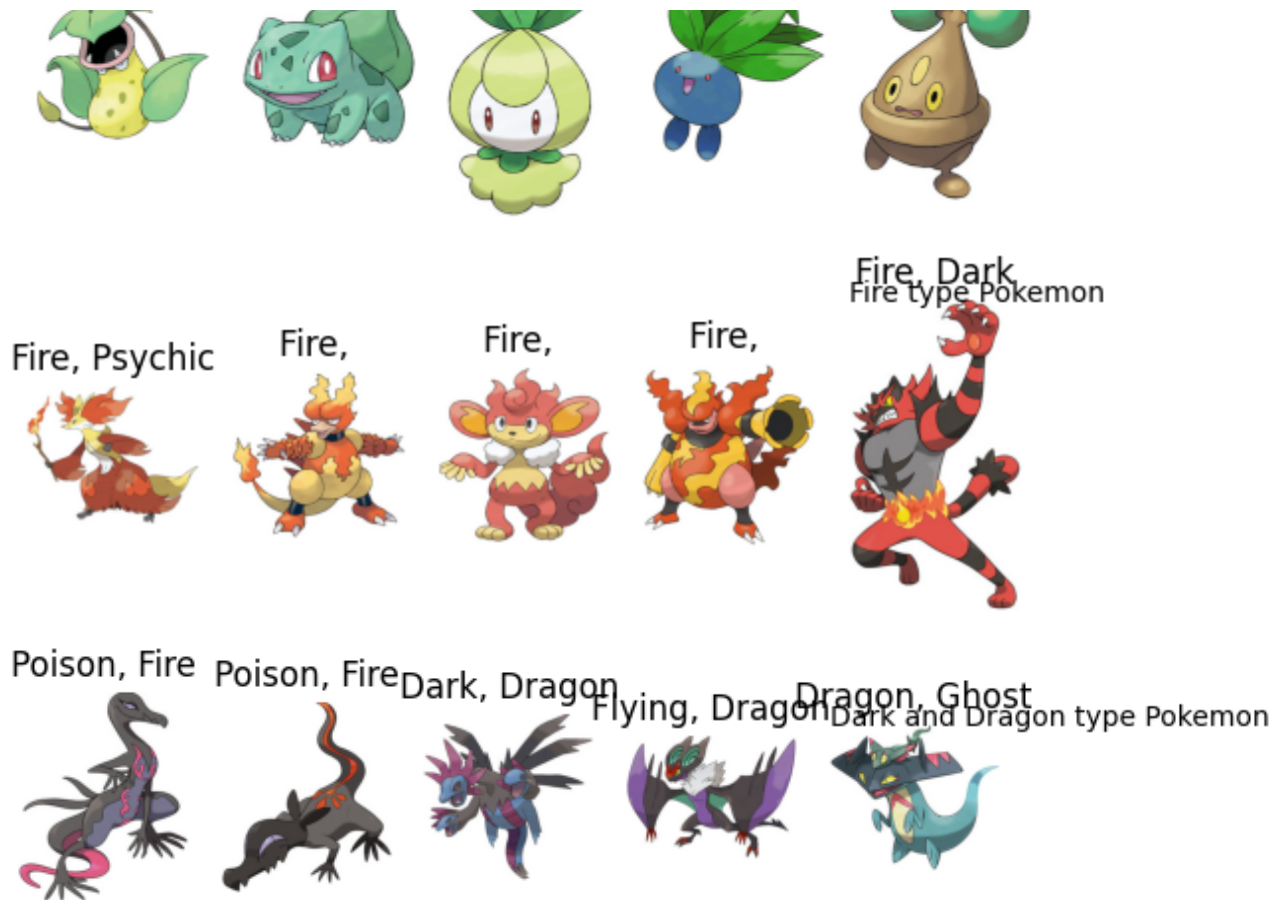 Fire, Dark
Fire type Pokemon
Fire, Psychic
Fire,
Fire,
Fire,
Poison, Fire
Poison, Fire
Dark, Dragon
Flying, Dragon
Dragon, Ghost
Dark and Dragon type Pokemon